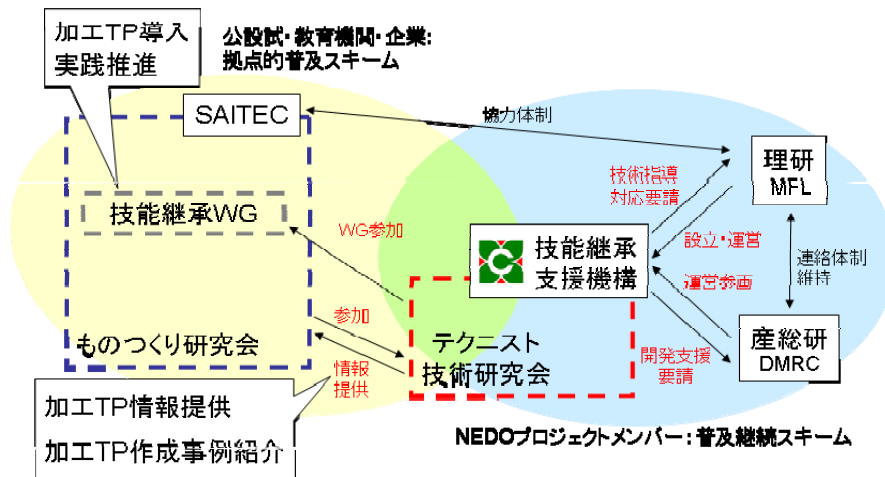 加工TP導入
実践推進
公設試・教育機関・企業:
拠点的普及スキーム
SAITEC
協力体制
理研
MFL
技術指導
対応要請
技能継承WG
WG参加
設立・運営
技能継承
支援機構
連絡体制
維持
運営参画
参加
ものつくり研究会
テクニスト
技術研究会
産総研
DMRC
開発支援
要請
情報
提供
加工TP情報提供
加工TP作成事例紹介
NEDOプロジェクトメンバー：普及継続スキーム